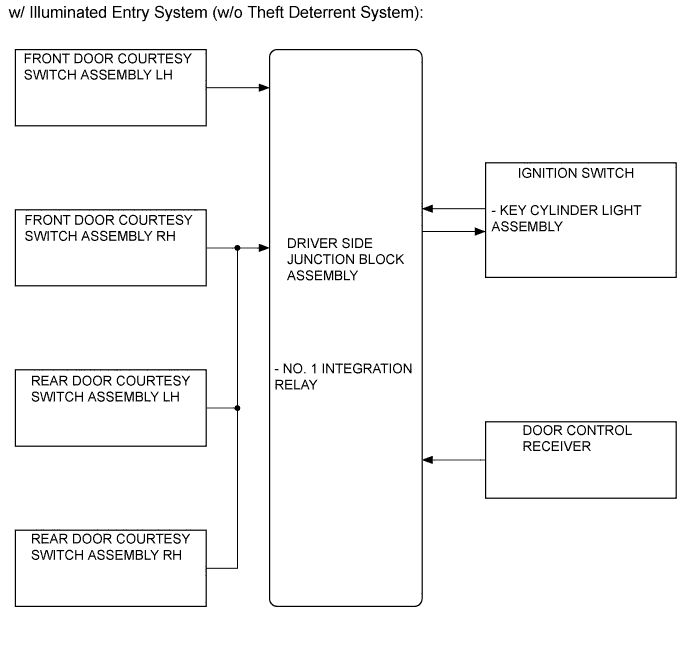 w/ Illuminated Entry System (w/o Theft Deterrent System):
FRONT DOOR COURTESY
SWITCH ASSEMBLY LH
FRONT DOOR COURTESY
SWITCH ASSEMBLY RH
REAR DOOR COURTESY
SWITCH ASSEMBLY LH
REAR DOOR COURTESY
SWITCH ASSEMBLY RH
DRIVER SIDE
JUNCTION BLOCK
ASSEMBLY
- NO. 1 INTEGRATION
RELAY
IGNITION SWITCH
- KEY CYLINDER LIGHT
ASSEMBLY
DOOR CONTROL
RECEIVER